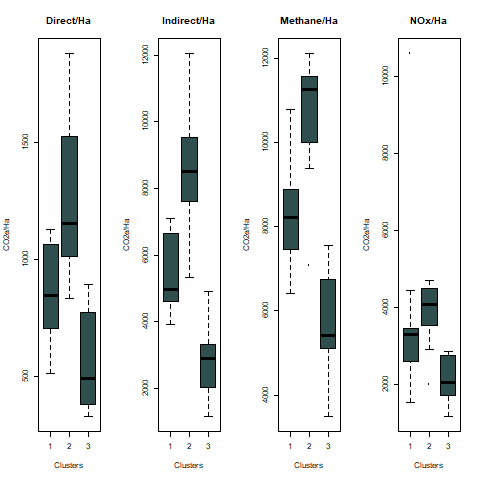 Direct/Ha
CO2e/Ha
500
1000
1500
1
2
3
Clusters
Indirect/Ha
CO2e/Ha
2000
4000
6000
8000
10000
12000
1
2
3
Clusters
Methane/Ha
CO2e/Ha
4000
6000
8000
10000
12000
1
2
3
Clusters
NOx/Ha
CO2e/Ha
2000
4000
6000
8000
10000
1
2
3
Clusters